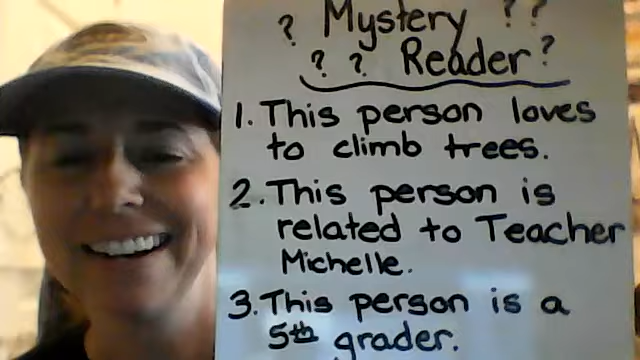 ? Mystery ? ?
? ? Reader ?
1. This person loves
to climb trees.
2. This person is
related to Teacher
Michelle.
3. This person is a
5th grader.